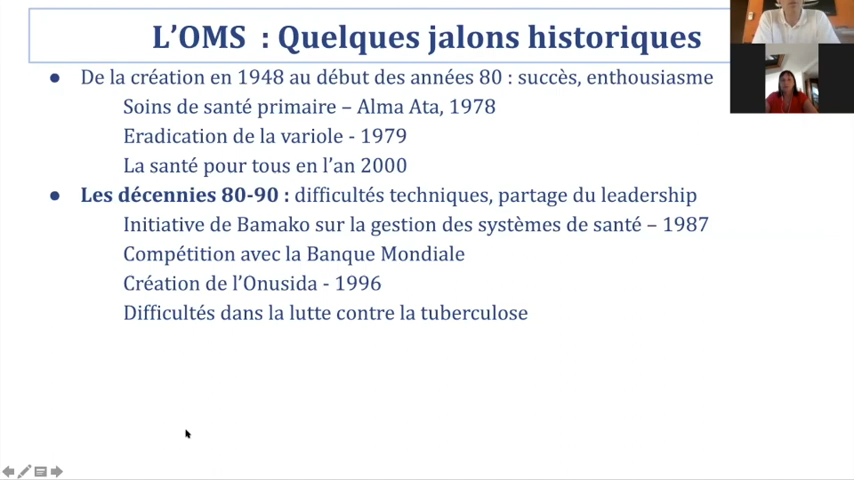 L’OMS : Quelques jalons historiques
● De la création en 1948 au début des années 80 : succès, enthousiasme
Soins de santé primaire – Alma Ata, 1978
Eradication de la variole - 1979
La santé pour tous en l’an 2000
● Les décennies 80-90 : difficultés techniques, partage du leadership
Initiative de Bamako sur la gestion des systèmes de santé – 1987
Compétition avec la Banque Mondiale
Création de l’Onusida - 1996
Difficultés dans la lutte contre la tuberculose